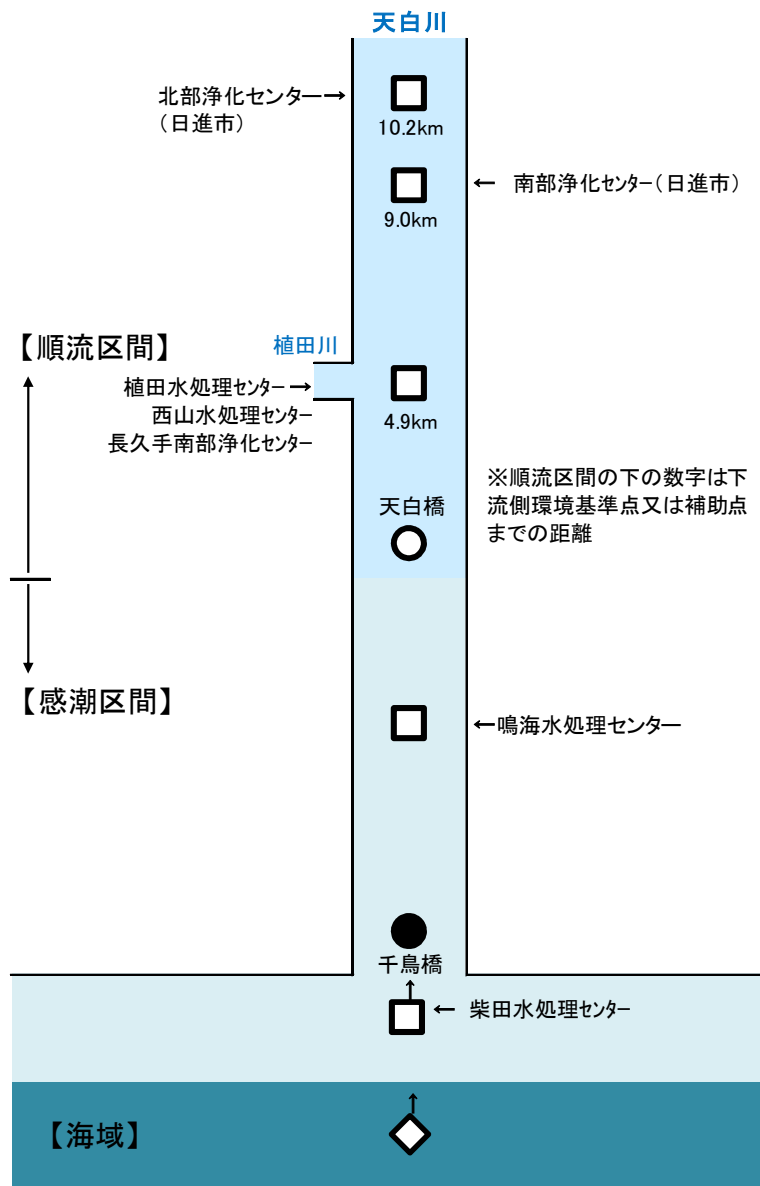 天白川
北部浄化センター→
（日進市）
10.2km
← 南部浄化センター（日進市）
9.0km
【順流区間】
植田川
植田水処理センター→
西山水処理センター
長久手南部浄化センター
4.9km
※順流区間の下の数字は下
流側環境基準点又は補助点
までの距離
天白橋
【感潮区間】
←鳴海水処理センター
千鳥橋
← 柴田水処理センター
【海域】